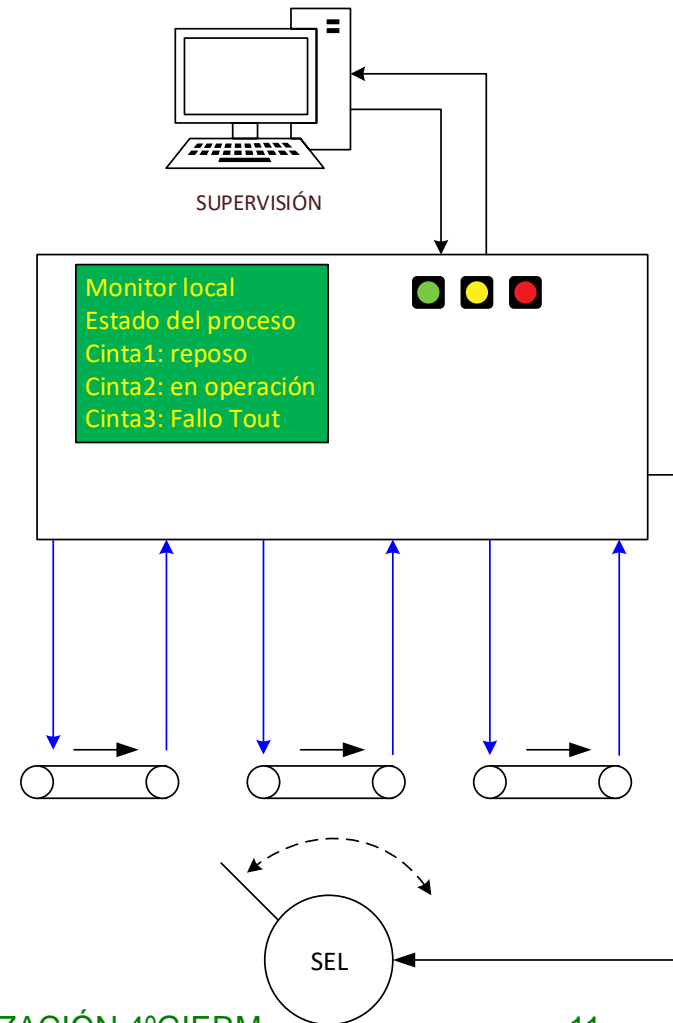 SUPERVISIÓN
Monitor local
Estado del proceso
Cinta1: reposo
Cinta2: en operación
Cinta3: Fallo Tout
SEL